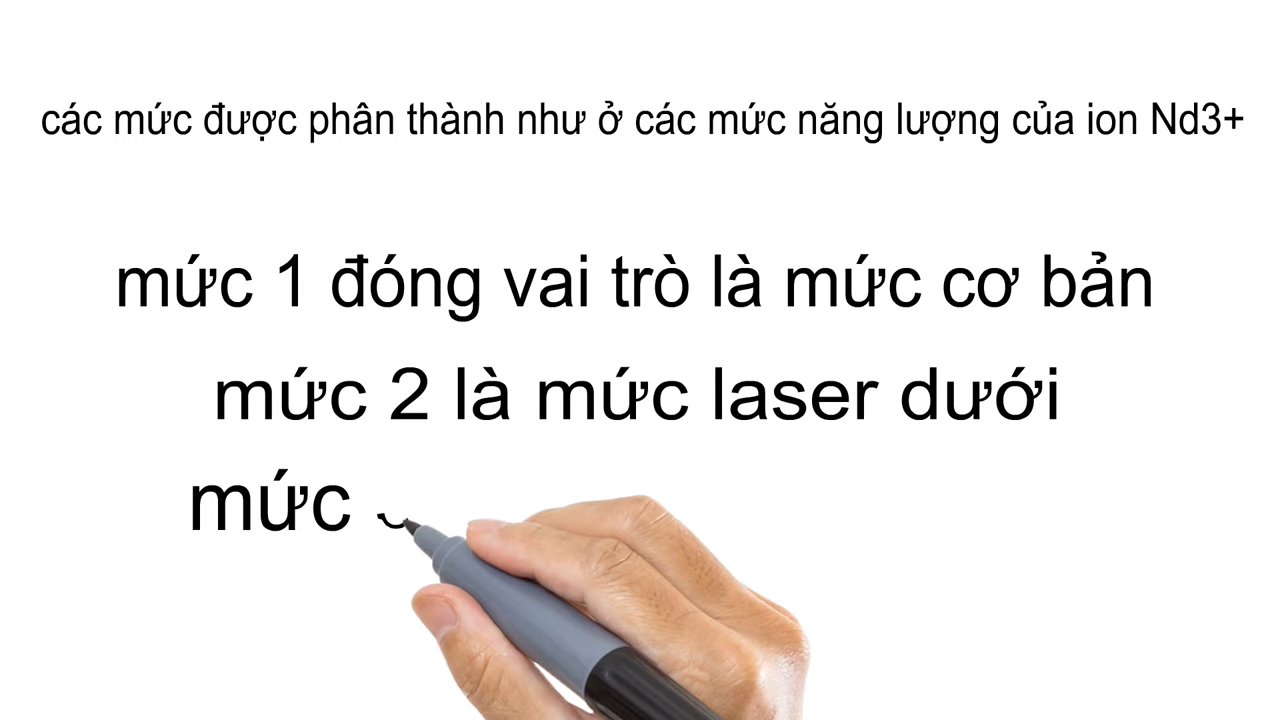 các mức được phân thành như ở các mức năng lượng của ion Nd3+
mức 1 đóng vai trò là mức cơ bản
mức 2 là mức laser dưới
mức